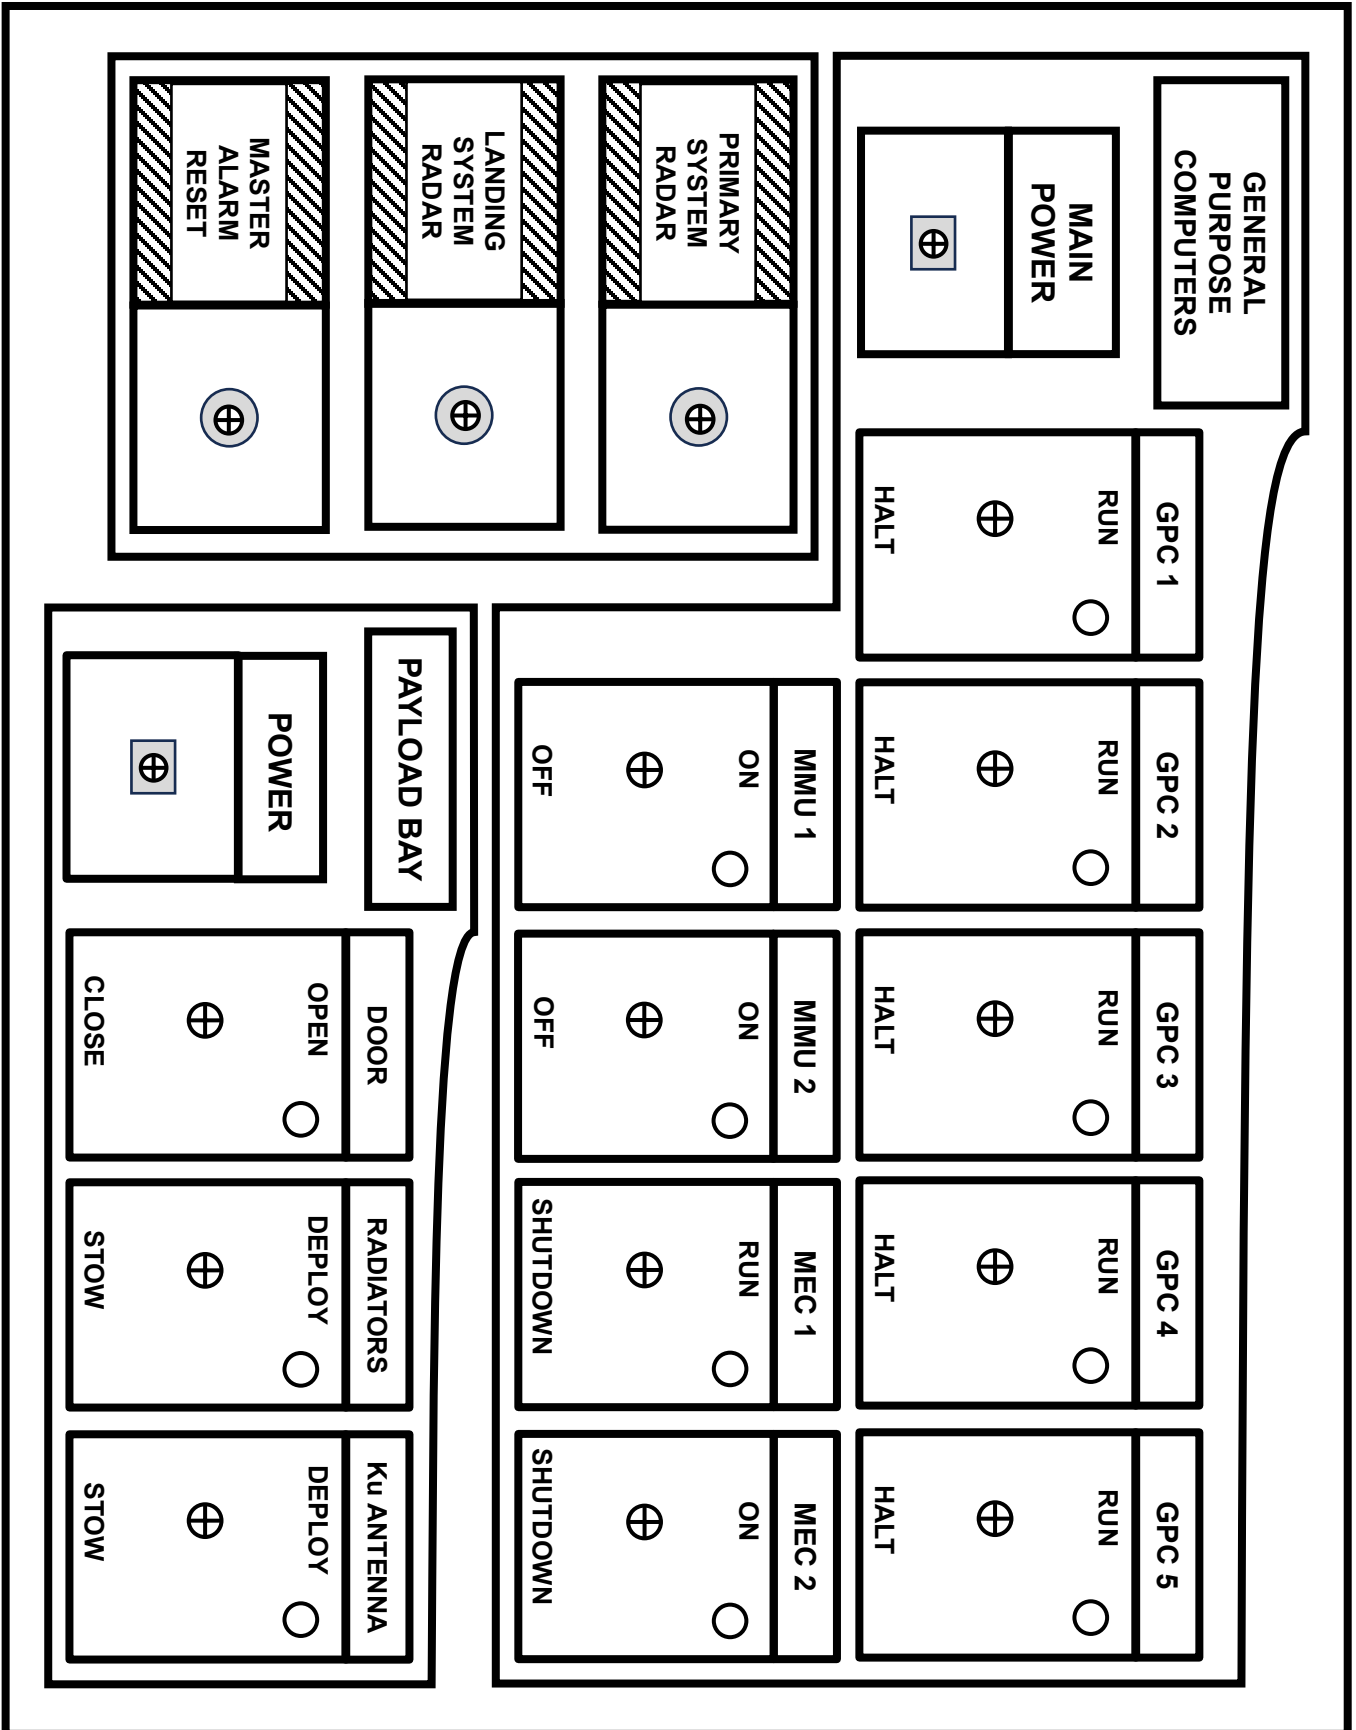 GENERAL
PURPOSE
COMPUTERS
MAIN
POWER
GPC 1
RUN
HALT
GPC 2
RUN
HALT
GPC 3
RUN
HALT
GPC 4
RUN
HALT
GPC 5
RUN
HALT
MMU 1
ON
OFF
MMU 2
ON
OFF
MEC 1
RUN
SHUTDOWN
MEC 2
ON
SHUTDOWN
PRIMARY
SYSTEM
RADAR
LANDING
SYSTEM
RADAR
MASTER
ALARM
RESET
PAYLOAD BAY
POWER
DOOR
OPEN
CLOSE
RADIATORS
DEPLOY
STOW
Ku ANTENNA
DEPLOY
STOW